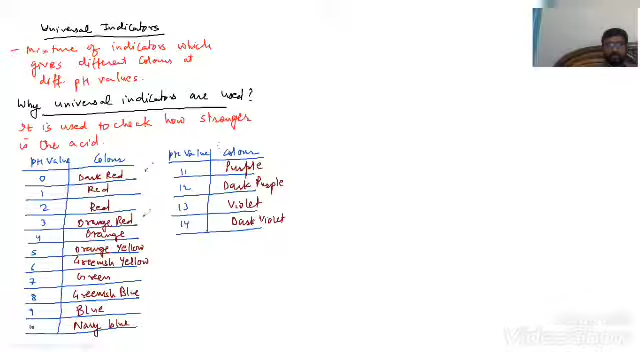 Universal Indicators
- Mixture of indicators which
gives different colours at
diff pH values.
Why universal indicators are used?
It is used to check how stronger
is the acid.
pH Value Colour
0 Dark Red
1 Red
2 Red
3 Orange Red
4 Orange
5 Orange Yellow
6 Greenish Yellow
7 Green
8 Greenish Blue
9 Blue
10 Navy blue
pH Value Colour
11 Purple
12 Dark Purple
13 Violet
14 Dark Violet
Created with
VideoShow